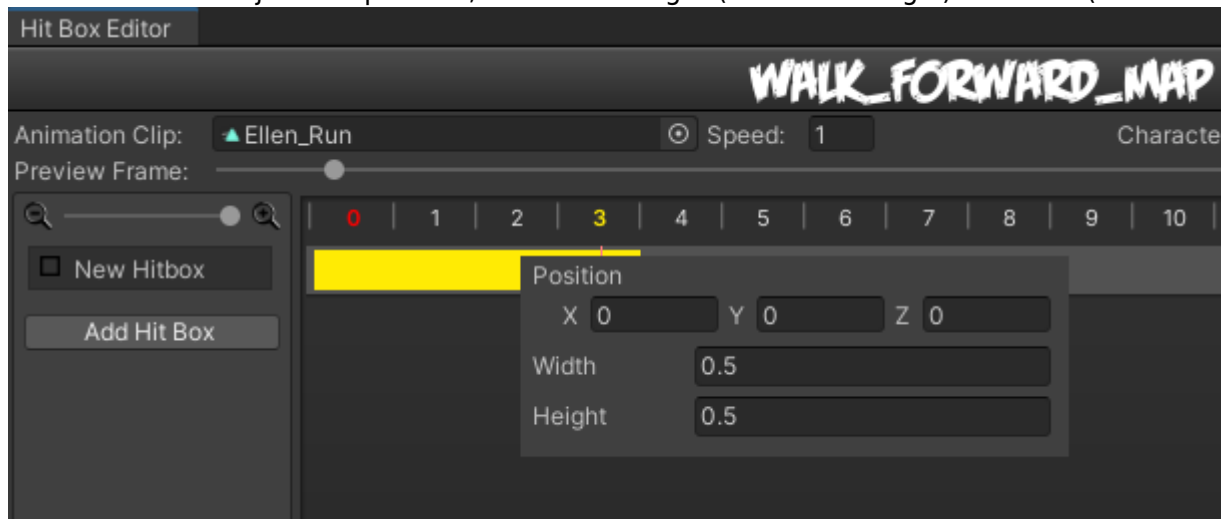 Hit Box Editor
WALK_FORWARD_MAP
Animation Clip: Ellen_Run Speed: 1 Characte
Preview Frame:
0 1 2 3 4 5 6 7 8 9 10
New Hitbox
Position
X 0 Y 0 Z 0
Add Hit Box
Width 0.5
Height 0.5